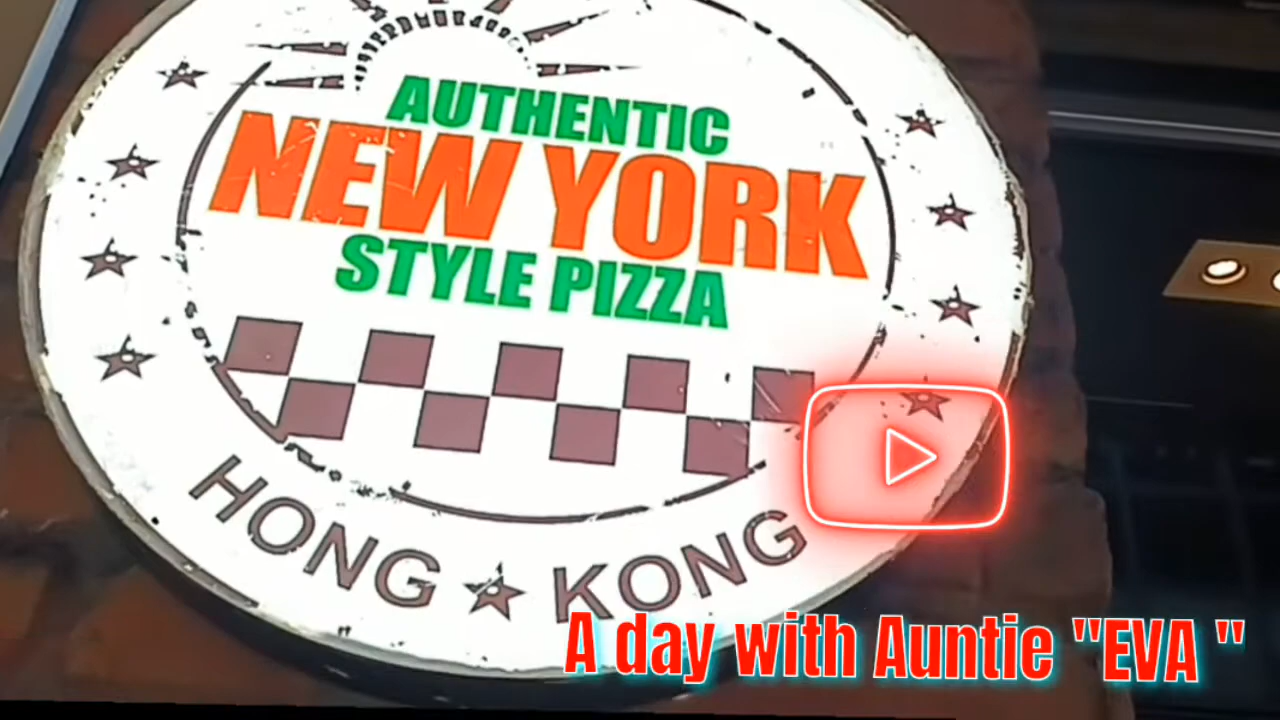 AUTHENTIC
NEW YORK
STYLE PIZZA
HONG KONG
A day with Auntie "EVA "